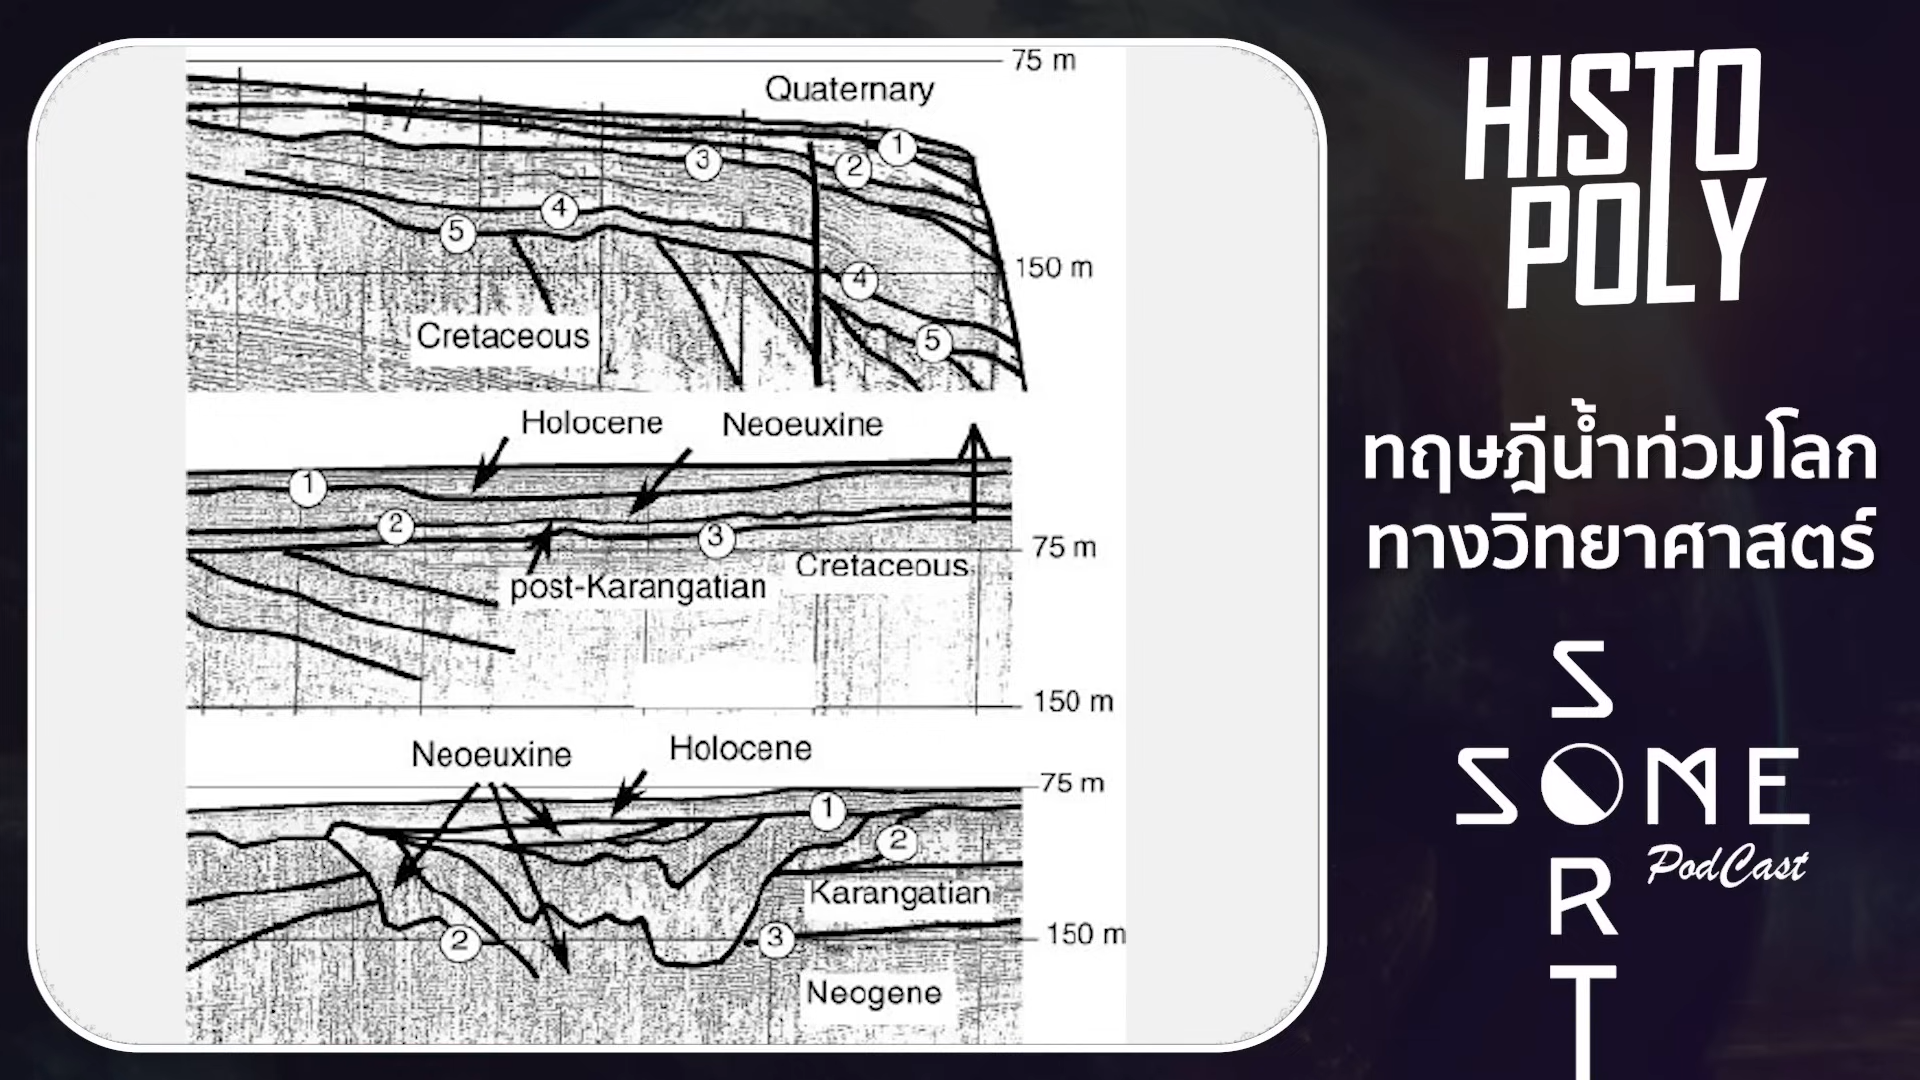 75 m
Quaternary
1
2
3
4
5
150 m
4
Cretaceous
5
Holocene
Neoeuxine
1
2
3
75 m
Cretaceous
post-Karangatian
150 m
Neoeuxine
Holocene
75 m
1
2
Karangatian
2
3
150 m
Neogene
HISTO
POLY
ทฤษฎีน้ำท่วมโลก
ทางวิทยาศาสตร์
SOME
SORT
PodCast